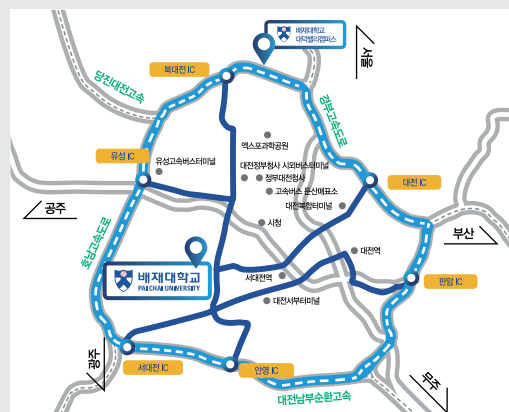 배재대학교
대덕밸리캠퍼스
서울
북대전 IC
당진대전고속
경부고속도로
엑스포과학공원
유성 IC
유성고속버스터미널
대전정부청사 시외버스터미널
정부대전청사
대전 IC
고속버스 둔산매표소
대전복합터미널
공주
시청
부산
호남고속도로
대전역
배재대학교
PAI CHAI UNIVERSITY
서대전역
판암 IC
대전서부터미널
광주
서대전 IC
안영 IC
무주
대전남부순환고속